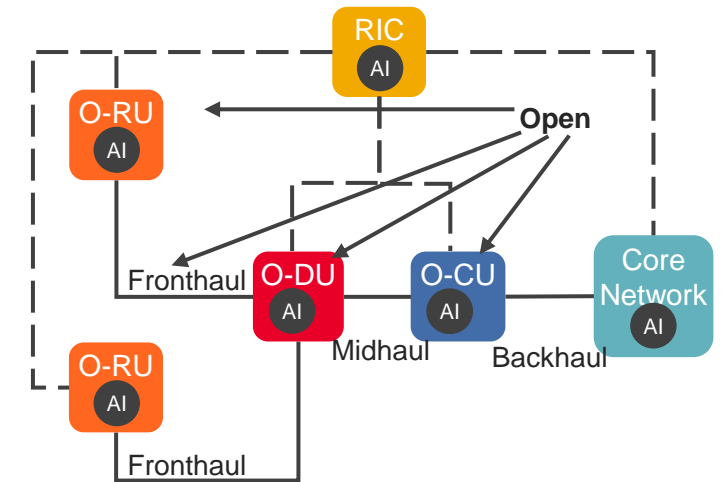 RIC
AI
O-RU
AI
Open
Fronthaul
O-DU
AI
O-CU
AI
Core
Network
AI
Midhaul
Backhaul
O-RU
AI
Fronthaul